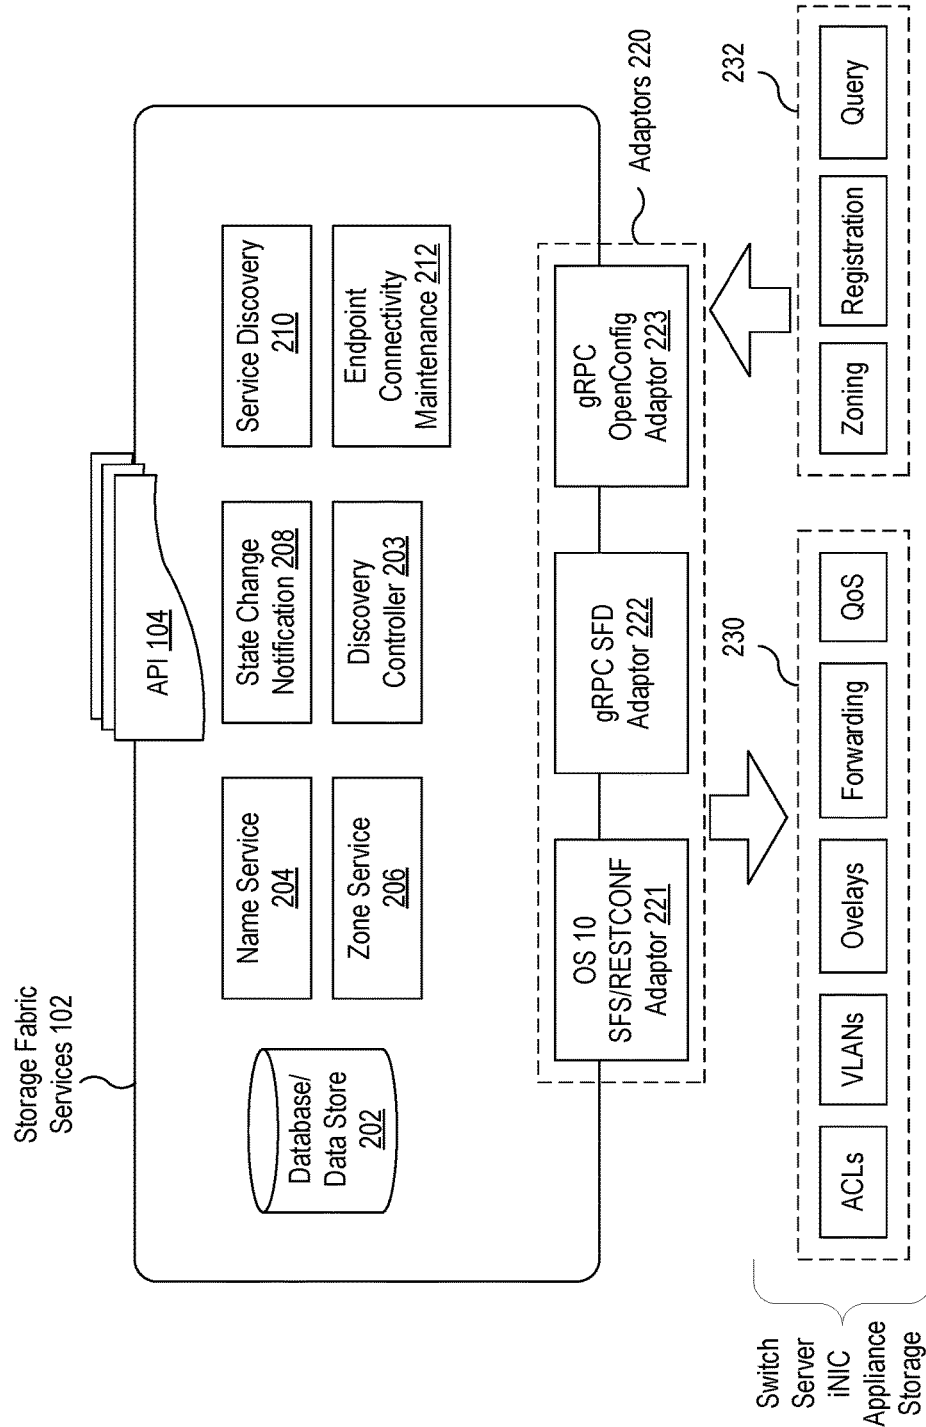 Storage Fabric
Services 102
API 104
Database/
Data Store
202
Name Service
204
State Change
Notification 208
Service Discovery
210
Zone Service
206
Discovery
Controller 203
Endpoint
Connectivity
Maintenance 212
OS 10
SFS/RESTCONF
Adaptor 221
gRPC SFD
Adaptor 222
gRPC
OpenConfig
Adaptor 223
Adaptors 220
230
232
Switch
Server
iNIC
Appliance
Storage
ACLs
VLANs
Ovelays
Forwarding
QoS
Zoning
Registration
Query